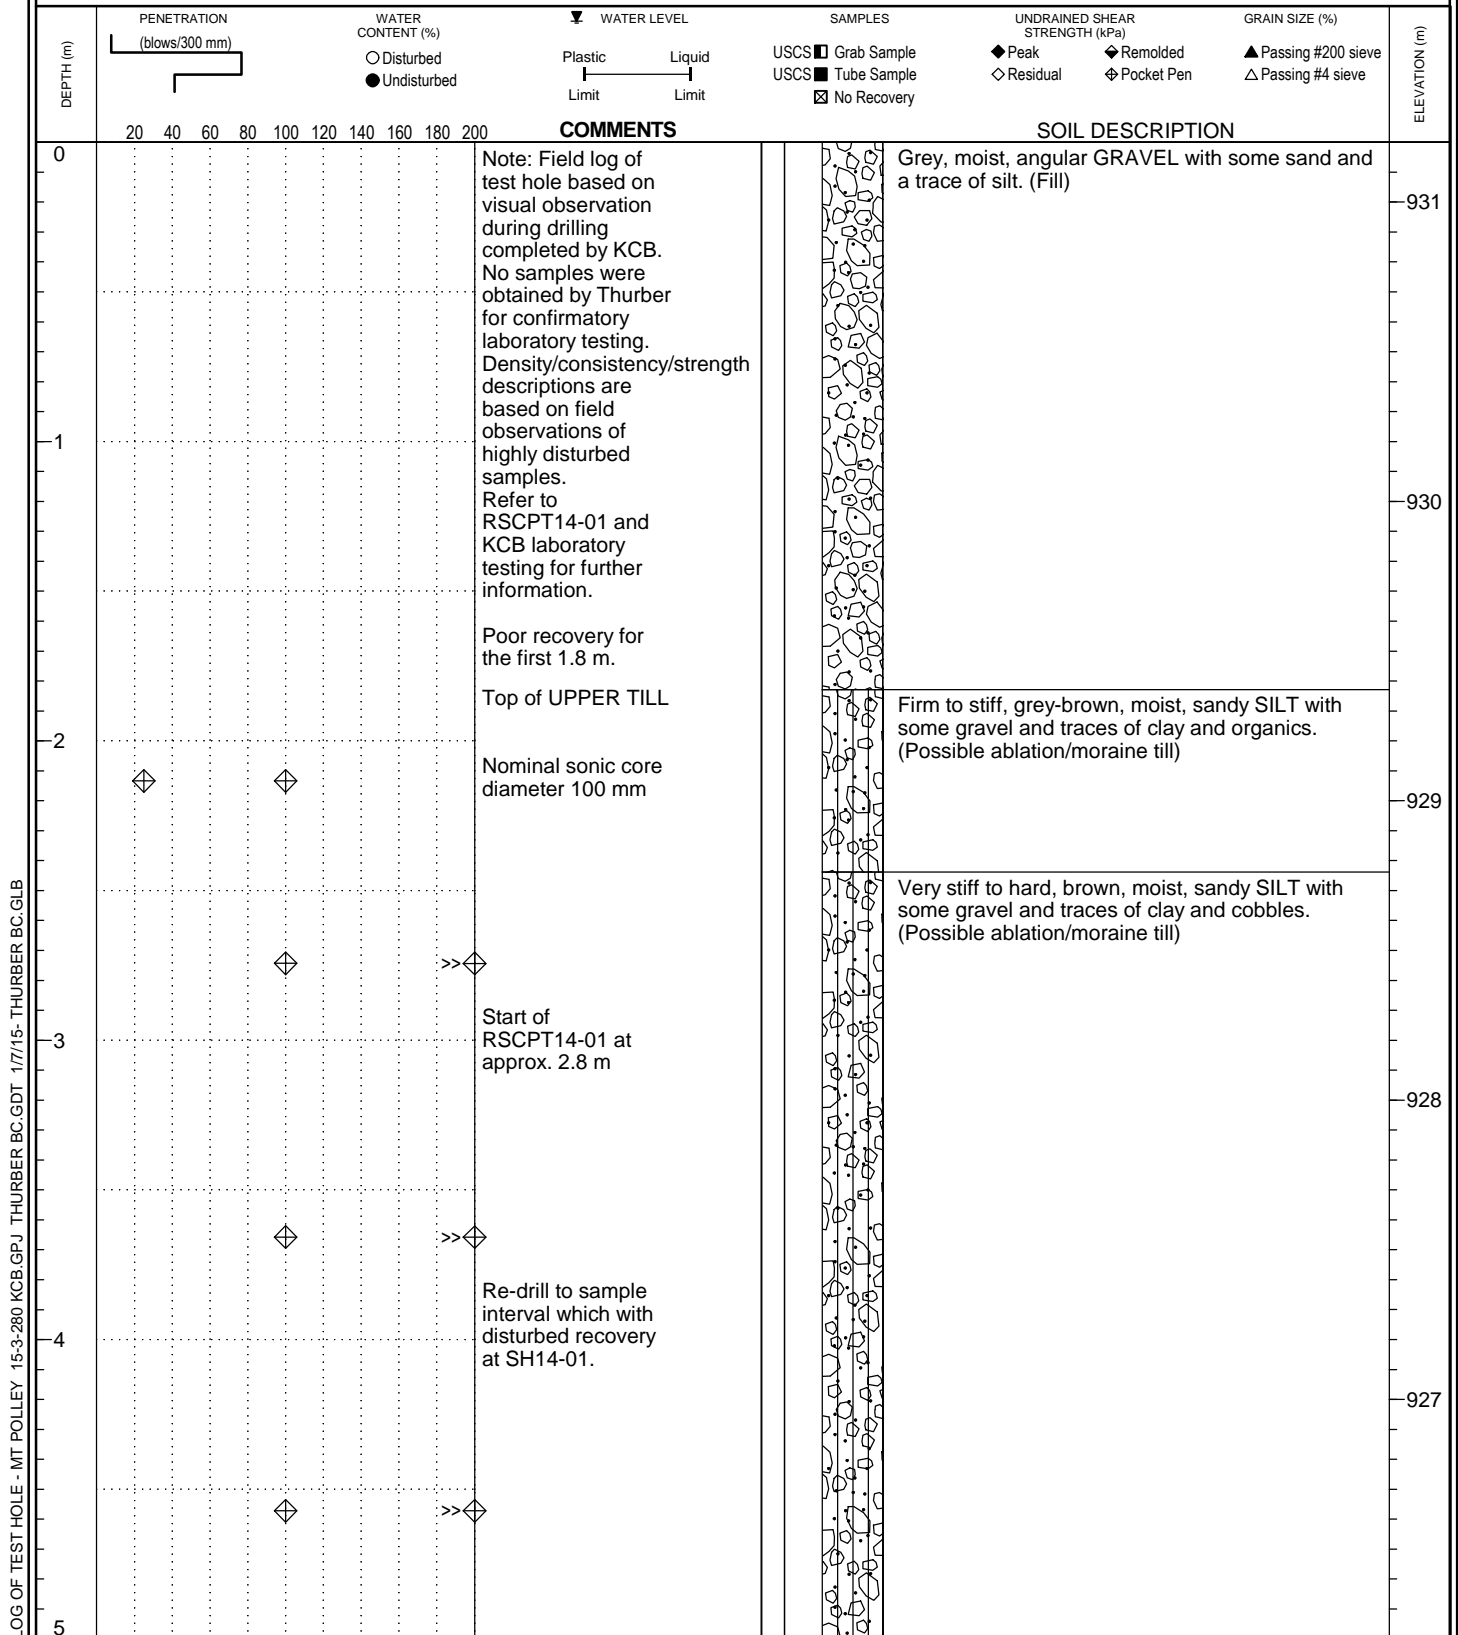 PENETRATION
(blows/300 mm)
WATER
CONTENT (%)
Disturbed
Undisturbed
WATER LEVEL
Plastic Liquid
Limit Limit
SAMPLES
USCS Grab Sample
USCS Tube Sample
No Recovery
UNDRAINED SHEAR
STRENGTH (kPa)
Peak Remolded
Residual Pocket Pen
GRAIN SIZE (%)
Passing #200 sieve
Passing #4 sieve
DEPTH (m)
ELEVATION (m)
20 40 60 80 100 120 140 160 180 200
COMMENTS
SOIL DESCRIPTION
0
Note: Field log of
test hole based on
visual observation
during drilling
completed by KCB.
No samples were
obtained by Thurber
for confirmatory
laboratory testing.
Density/consistency/strength
descriptions are
based on field
observations of
highly disturbed
samples.
Refer to
RSCPT14-01 and
KCB laboratory
testing for further
information.
Poor recovery for
the first 1.8 m.
Top of UPPER TILL
Nominal sonic core
diameter 100 mm
Start of
RSCPT14-01 at
approx. 2.8 m
Re-drill to sample
interval which with
disturbed recovery
at SH14-01.
Grey, moist, angular GRAVEL with some sand and
a trace of silt. (Fill)
Firm to stiff, grey-brown, moist, sandy SILT with
some gravel and traces of clay and organics.
(Possible ablation/moraine till)
Very stiff to hard, brown, moist, sandy SILT with
some gravel and traces of clay and cobbles.
(Possible ablation/moraine till)
1
2
3
4
5
>>
>>
>>
931
930
929
928
927
LOG OF TEST HOLE - MT POLLEY 15-3-280 KCB.GPJ THURBER BC.GDT 1/7/15- THURBER BC.GLB